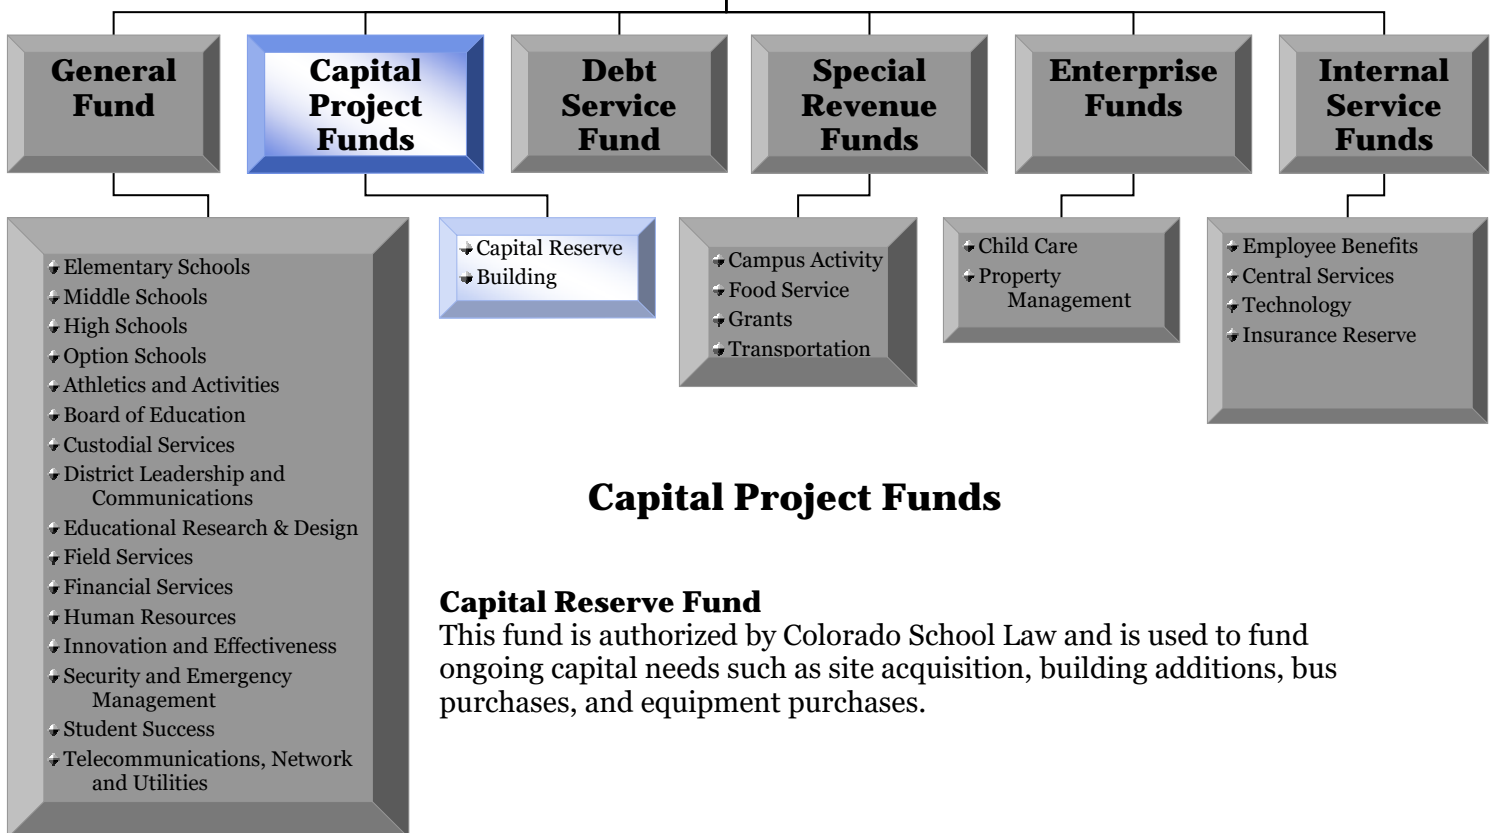 General
Fund
Capital
Project
Funds
Debt
Service
Fund
Special
Revenue
Funds
Enterprise
Funds
Internal
Service
Funds
Elementary Schools
Middle Schools
High Schools
Option Schools
Athletics and Activities
Board of Education
Custodial Services
District Leadership and
Communications
Educational Research & Design
Field Services
Financial Services
Human Resources
Innovation and Effectiveness
Security and Emergency
Management
Student Success
Telecommunications, Network
and Utilities
Capital Reserve
Building
Campus Activity
Food Service
Grants
Transportation
Child Care
Property
Management
Employee Benefits
Central Services
Technology
Insurance Reserve
Capital Project Funds
Capital Reserve Fund
This fund is authorized by Colorado School Law and is used to fund
ongoing capital needs such as site acquisition, building additions, bus
purchases, and equipment purchases.